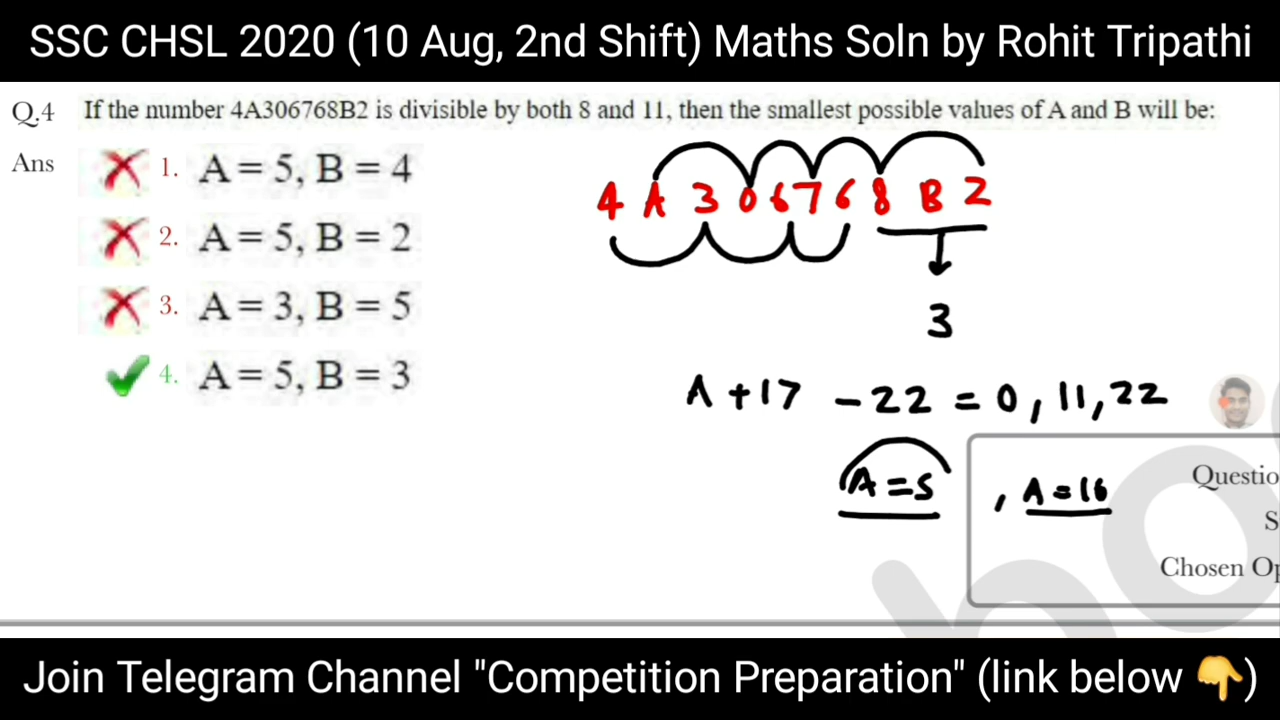 SSC CHSL 2020 (10 Aug, 2nd Shift) Maths Soln by Rohit Tripathi
Q.4 If the number 4A306768B2 is divisible by both 8 and 11, then the smallest possible values of A and B will be:
Ans
1. A = 5, B = 4
2. A = 5, B = 2
3. A = 3, B = 5
4. A = 5, B = 3
4 A 3 0 6 7 6 8 B 2
3
A + 17 - 22 = 0, 11, 22
A = 5 , A = 16
Questio
S
Chosen Op
Join Telegram Channel "Competition Preparation" (link below 👇)